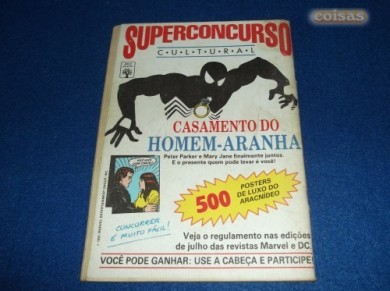 coisas
SUPERCONCURSO
C·U·L·T·U·R·A·L
CASAMENTO DO
HOMEM-ARANHA
Peter Parker e Mary Jane finalmente juntos.
E o presente quem pode levar é você!
500
POSTERS
DE LUXO DO
ARACNÍDEO
CONCORRER
É MUITO FÁCIL!
Veja o regulamento nas edições
de julho das revistas Marvel e DC.
VOCÊ PODE GANHAR: USE A CABEÇA E PARTICIPE!